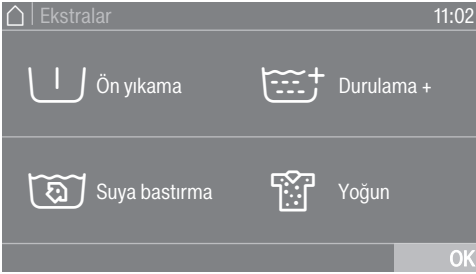 Ekstralar 11:02
Ön yıkama
Durulama +
Suya bastırma
Yoğun
OK